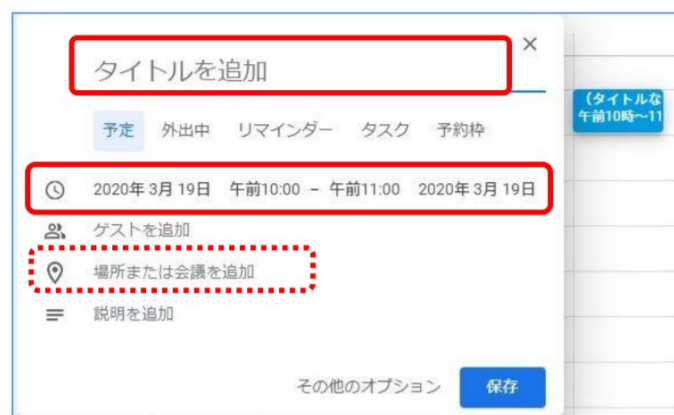 ×
タイトルを追加
予定 外出中 リマインダー タスク 予約枠
2020年 3月 19日 午前10:00 – 午前11:00 2020年 3月 19日
ゲストを追加
場所または会議を追加
説明を追加
その他のオプション 保存
(タイトルな
午前10時～11